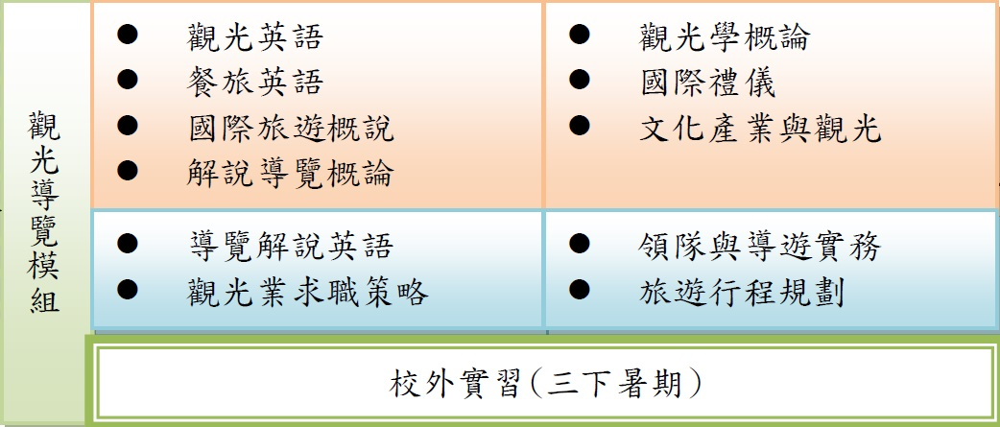 觀光導覽模組
● 觀光英語
● 餐旅英語
● 國際旅遊概說
● 解說導覽概論
● 觀光學概論
● 國際禮儀
● 文化產業與觀光
● 導覽解說英語
● 觀光業求職策略
● 領隊與導遊實務
● 旅遊行程規劃
校外實習(三下暑期)